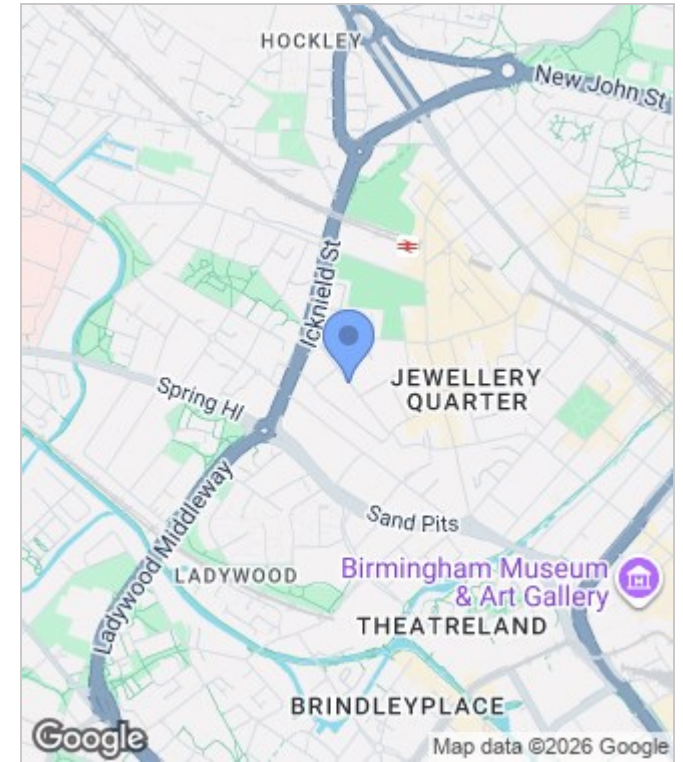 HOCKLEY
New John St
Icknield St
JEWELLERY
QUARTER
Spring Hl
Sand Pits
Ladywood Middleway
LADYWOOD
Birmingham Museum
& Art Gallery
THEATRELAND
BRINDLEYPLACE
Google
Map data ©2026 Google